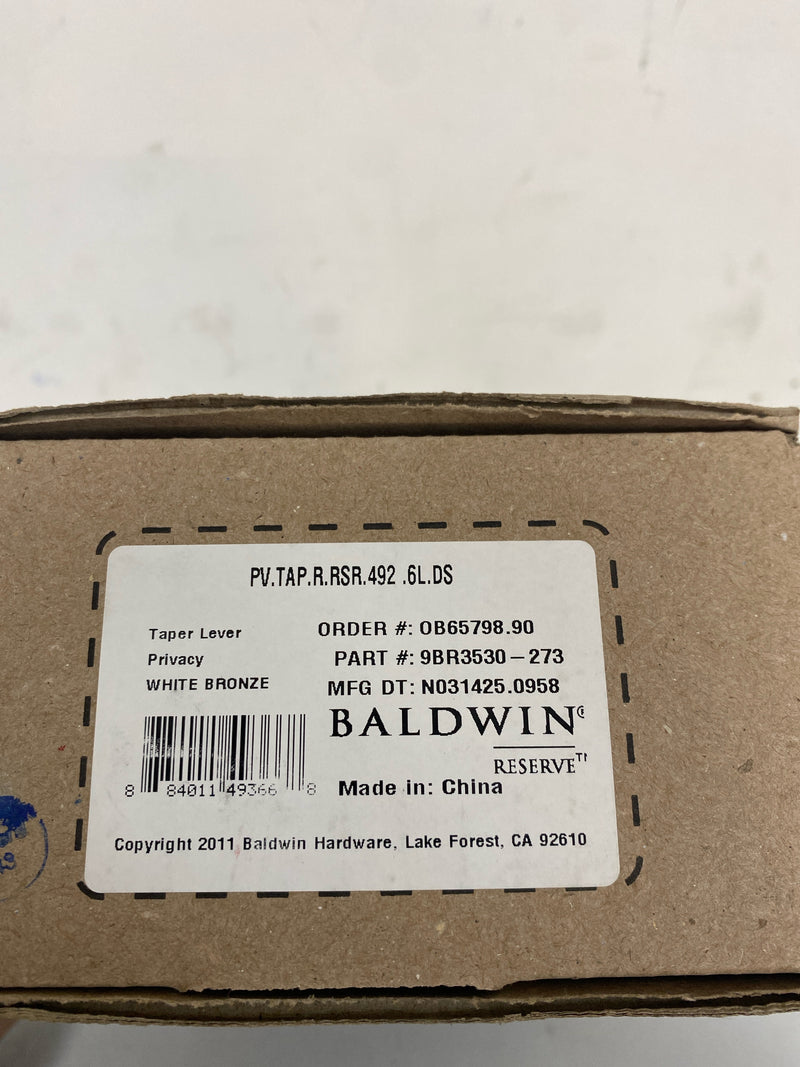 PV.TAP.R.RSR.492 .6L.DS
Taper Lever
Privacy
WHITE BRONZE
ORDER #: OB65798.90
PART #: 9BR3530-273
MFG DT: N031425.0958
BALDWIN®
RESERVE™
8 84011 49366 8
Made in: China
Copyright 2011 Baldwin Hardware, Lake Forest, CA 92610